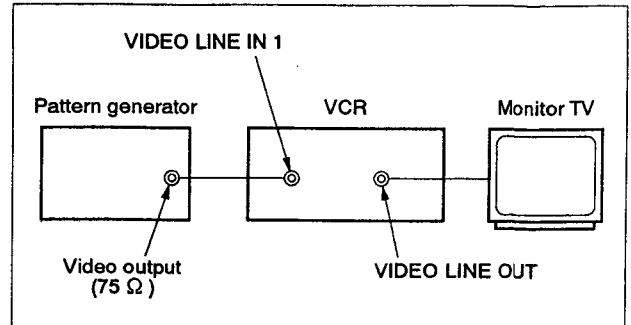 VIDEO LINE IN 1
Pattern generator
VCR
Monitor TV
Video output
(75 Ω)
VIDEO LINE OUT